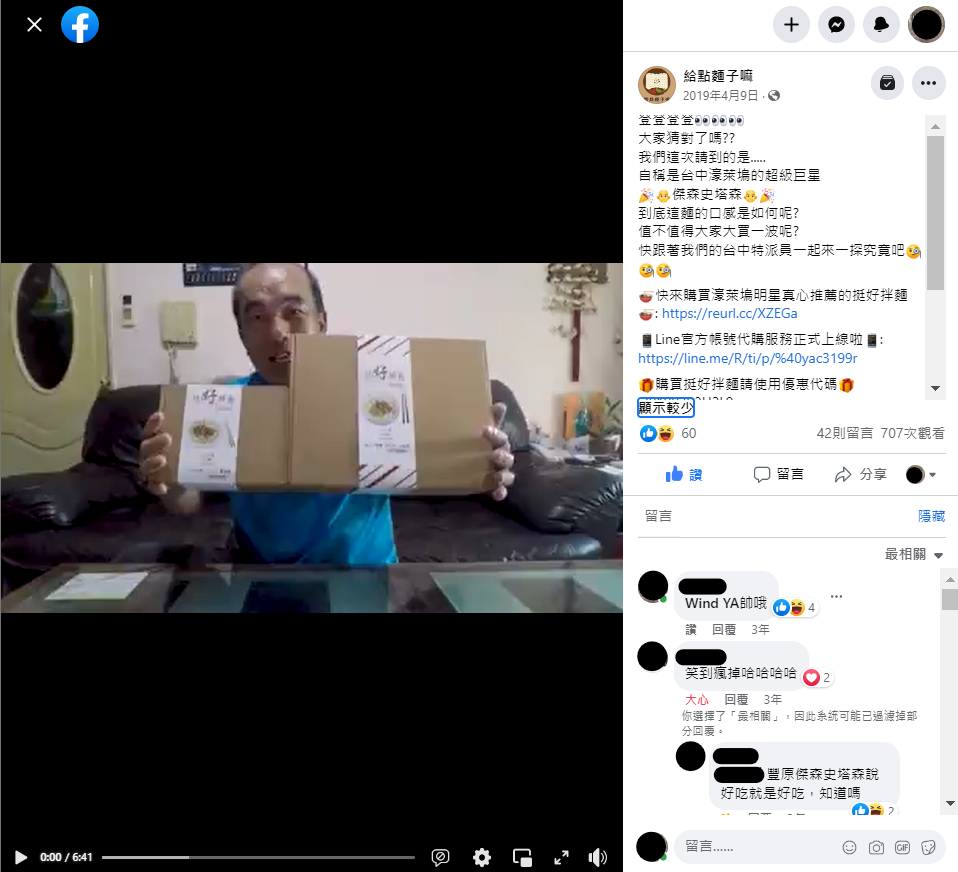 給點麵子嘛
2019年4月9日
登登登登👀👀👀
大家猜對了嗎??
我們這次請到的是.....
自稱是台中濠萊塢的超級巨星
🎉👴傑森史塔森👴🎉
到底這麵的口感是如何呢?
值不值得大家大買一波呢?
快跟著我們的台中特派員一起來一探究竟吧🧐
🧐🧐
🍜快來購買濠萊塢明星真心推薦的挺好拌麵
🍜: https://reurl.cc/XZEGa
📱Line官方帳號代購服務正式上線啦📱:
https://line.me/R/ti/p/%40yac3199r
🎁購買挺好拌麵請使用優惠代碼🎁
顯示較少
60 42則留言 707次觀看
讚 留言 分享
留言 隱藏
最相關
Wind YA帥哦 4
讚 回覆 3年
笑到瘋掉哈哈哈哈 2
大心 回覆 3年
你選擇了「最相關」，因此系統可能已過濾掉部
分回覆。
豐原傑森史塔森說
好吃就是好吃，知道嗎
2
留言......
GIF
好
好
0:00 / 6:41